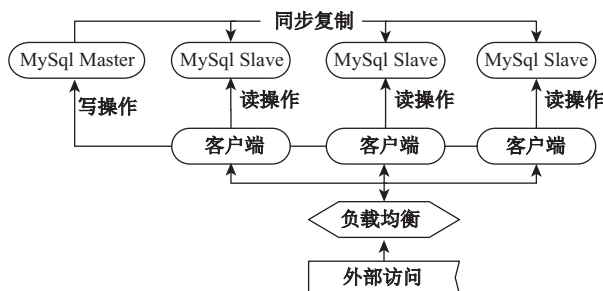 同步复制
MySql Master MySql Slave MySql Slave MySql Slave
写操作 读操作 读操作 读操作
客户端 客户端 客户端
负载均衡
外部访问